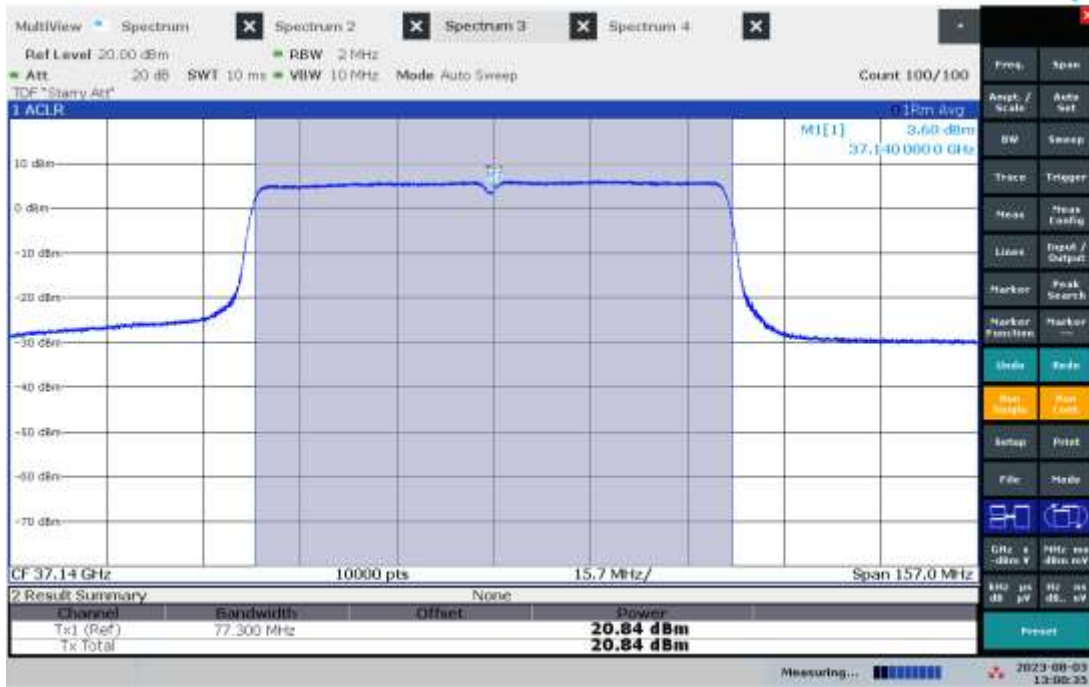 MultiView Spectrum X Spectrum 2 X Spectrum 3 X Spectrum 4 X
Ref Level 20.00 dBm RBW 2 MHz
Att 20 dB SWT 10 ms VBW 10 MHz Mode Auto Sweep Count 100/100
TDF "Starry Att"
1 ACLR 1Rm Avg
M1[1] 3.60 dBm
37.140 000 0 GHz
10 dBm
0 dBm
-10 dBm
-20 dBm
-30 dBm
-40 dBm
-50 dBm
-60 dBm
-70 dBm
CF 37.14 GHz 10000 pts 15.7 MHz/ Span 157.0 MHz
2 Result Summary None
Channel Bandwidth Offset Power
Tx1 (Ref) 77.300 MHz 20.84 dBm
Tx Total 20.84 dBm
Measuring... 2023-08-03
13:00:35
Freq. Span
Ampt / Scale Auto Set
BW Sweep
Trace Trigger
Meas Meas Config
Lines Input / Output
Marker Peak Search
Marker Function Marker
Undo Redo
Run Single Run Cont
Setup Print
File Mode
Preset